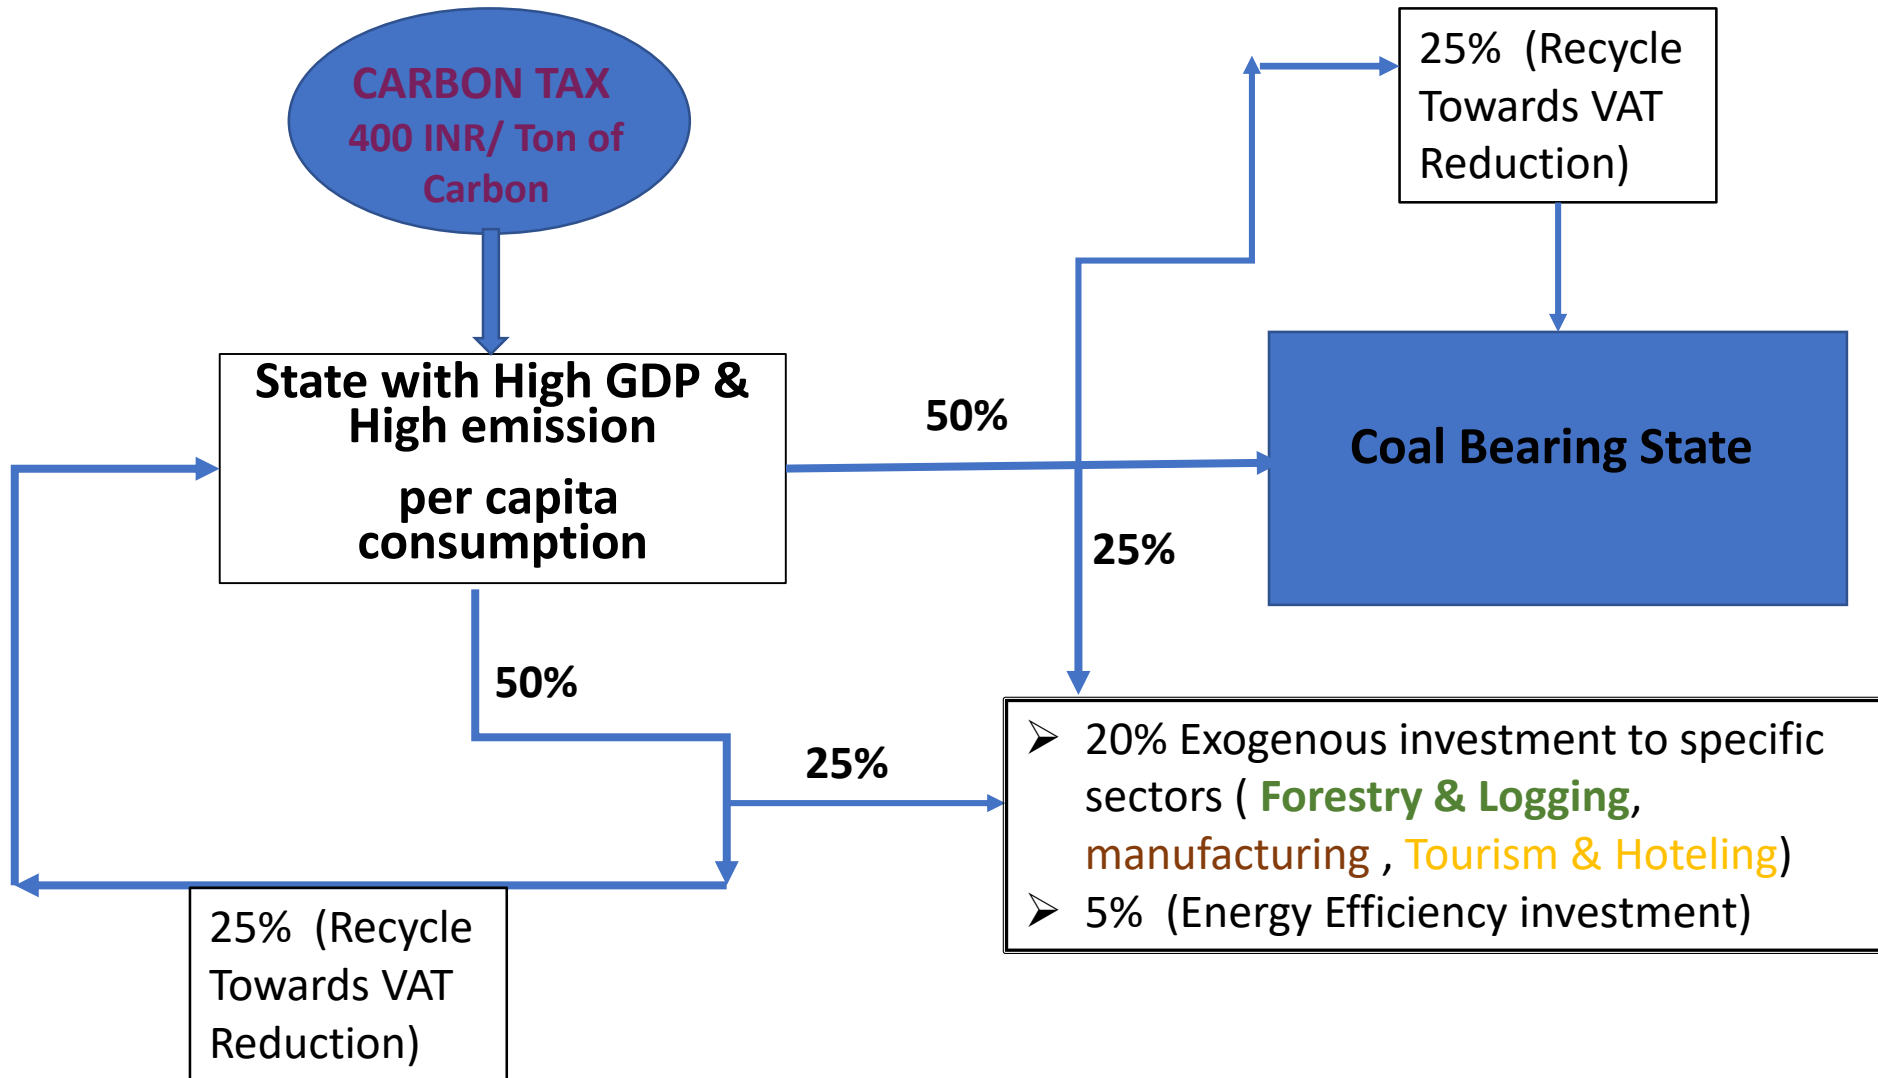 CARBON TAX
400 INR/ Ton of
Carbon
25%  (Recycle
Towards VAT
Reduction)
State with High GDP &
High emission
per capita
consumption
50%
Coal Bearing State
25%
50%
25%
➢ 20% Exogenous investment to specific
sectors ( Forestry & Logging,
manufacturing , Tourism & Hoteling)
➢ 5%  (Energy Efficiency investment)
25%  (Recycle
Towards VAT
Reduction)